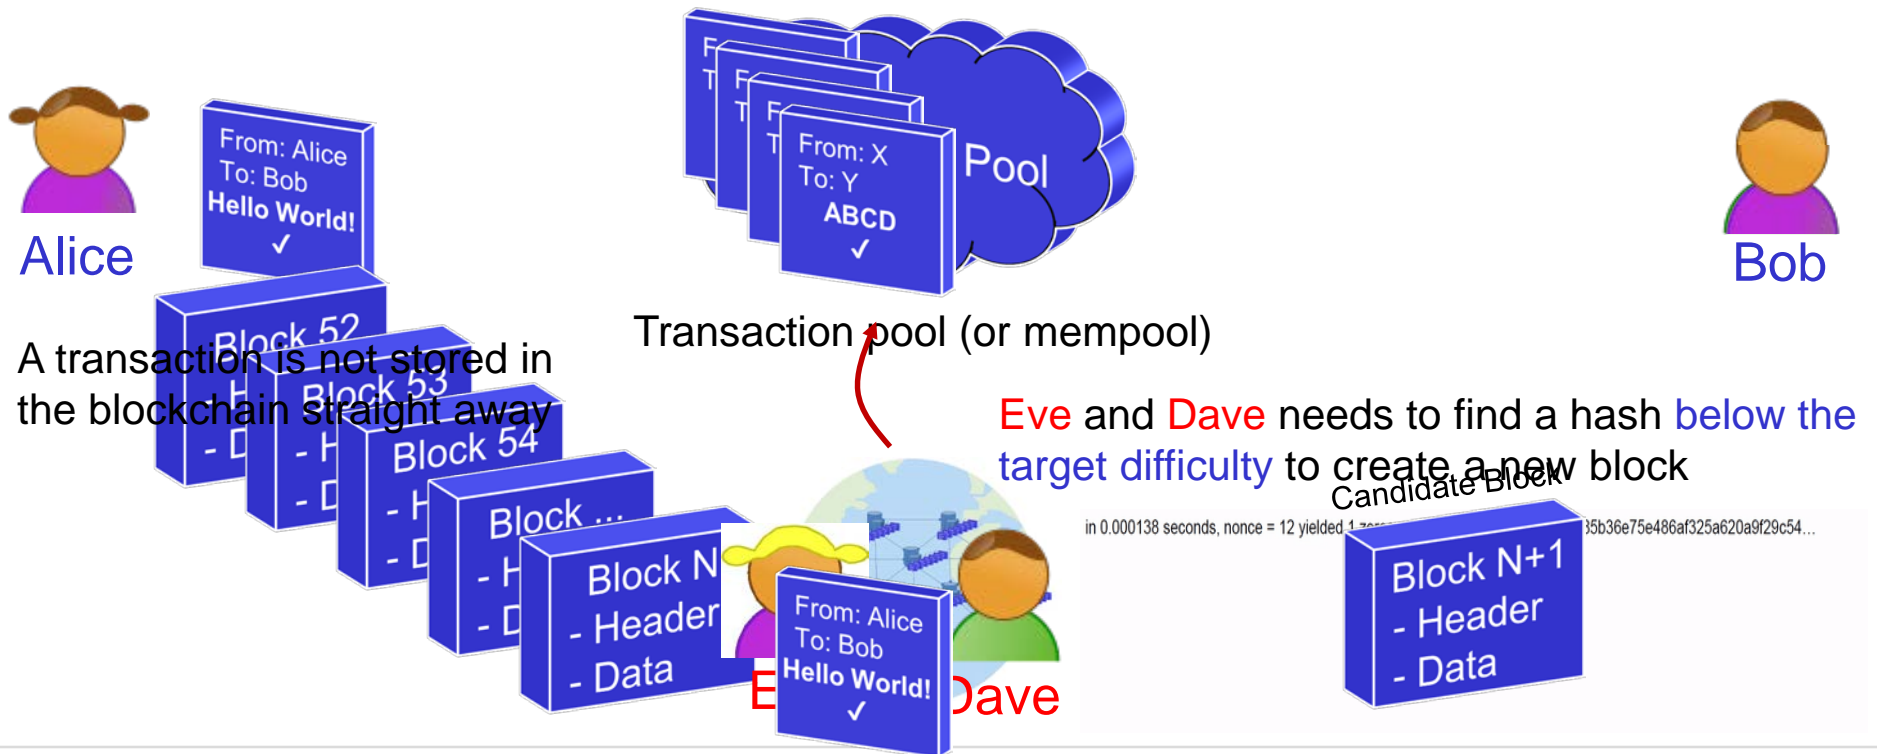 From: Alice
To: Bob
Hello World!
✓
Alice
F
T
F
T
F
T
From: X
To: Y
ABCD
✓
Pool
Bob
Transaction pool (or mempool)
A transaction is not stored in
the blockchain straight away
Block 52
- H
- D
Block 53
- H
- D
Block 54
- H
- D
Block ...
- H
- D
Block N
- Header
- Data
Eve and Dave needs to find a hash below the
target difficulty to create a new block
Candidate Block
in 0.000138 seconds, nonce = 12 yielded 1 35b36e75e486af325a620a9f29c54...
Block N+1
- Header
- Data
From: Alice
To: Bob
Hello World!
✓
E
Dave